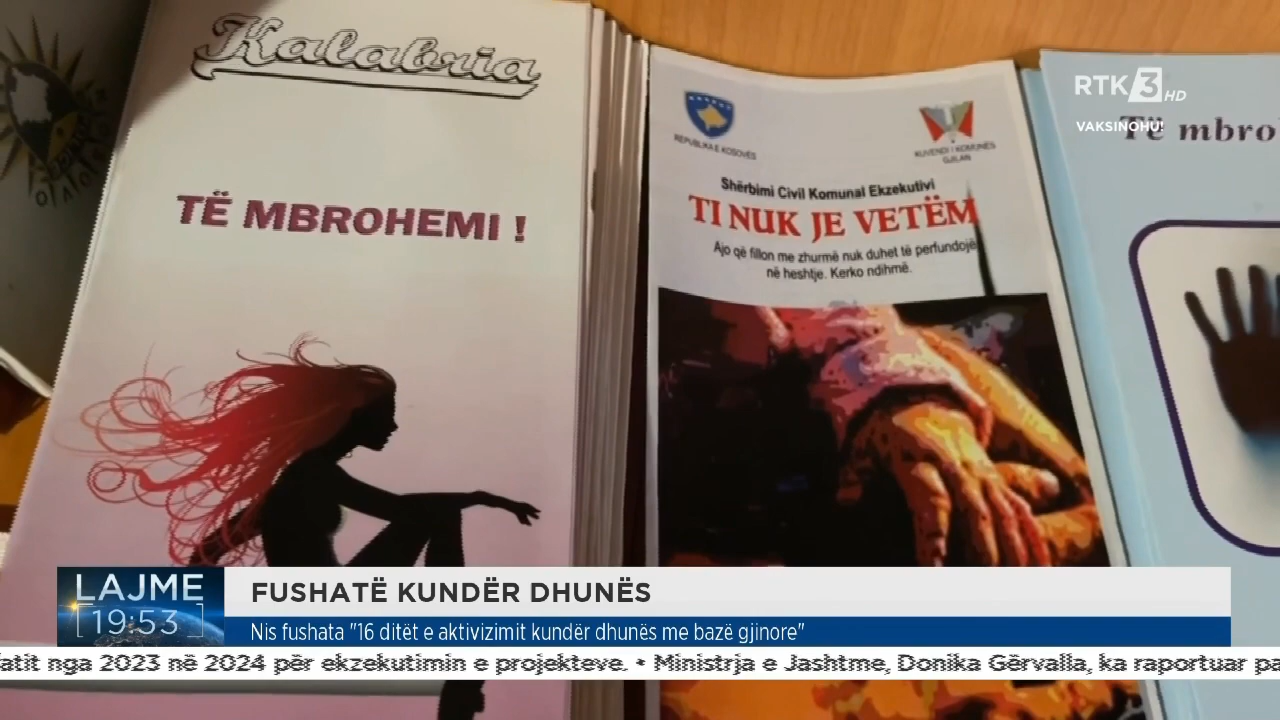 Kalabria
TË MBROHEMI !
REPUBLIKA E KOSOVËS
KUVENDI I KOMUNËS
GJILAN
Shërbimi Civil Komunal Ekzekutivi
TI NUK JE VETËM
Ajo që fillon me zhurmë nuk duhet të perfundojë
në heshtje. Kerko ndihmë.
RTK 3 HD
VAKSINOHU!
Të mbro
LAJME
19:53
FUSHATË KUNDËR DHUNËS
Nis fushata "16 ditët e aktivizimit kundër dhunës me bazë gjinore"
fatit nga 2023 në 2024 për ekzekutimin e projekteve. • Ministrja e Jashtme, Donika Gërvalla, ka raportuar pa